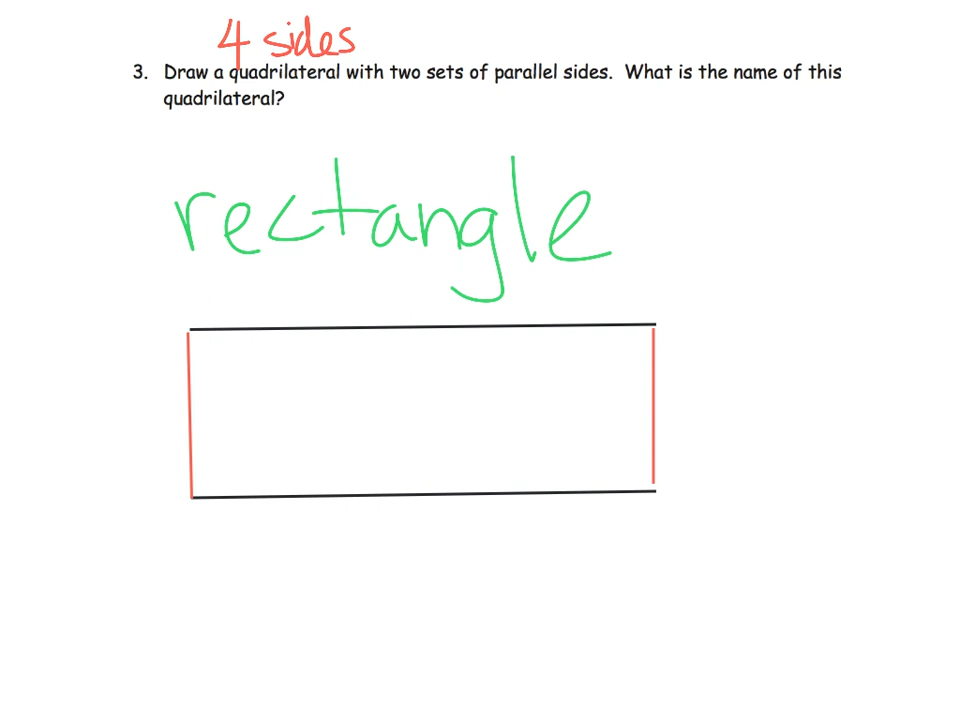 4 sides
3. Draw a quadrilateral with two sets of parallel sides. What is the name of this
quadrilateral?
rectangle